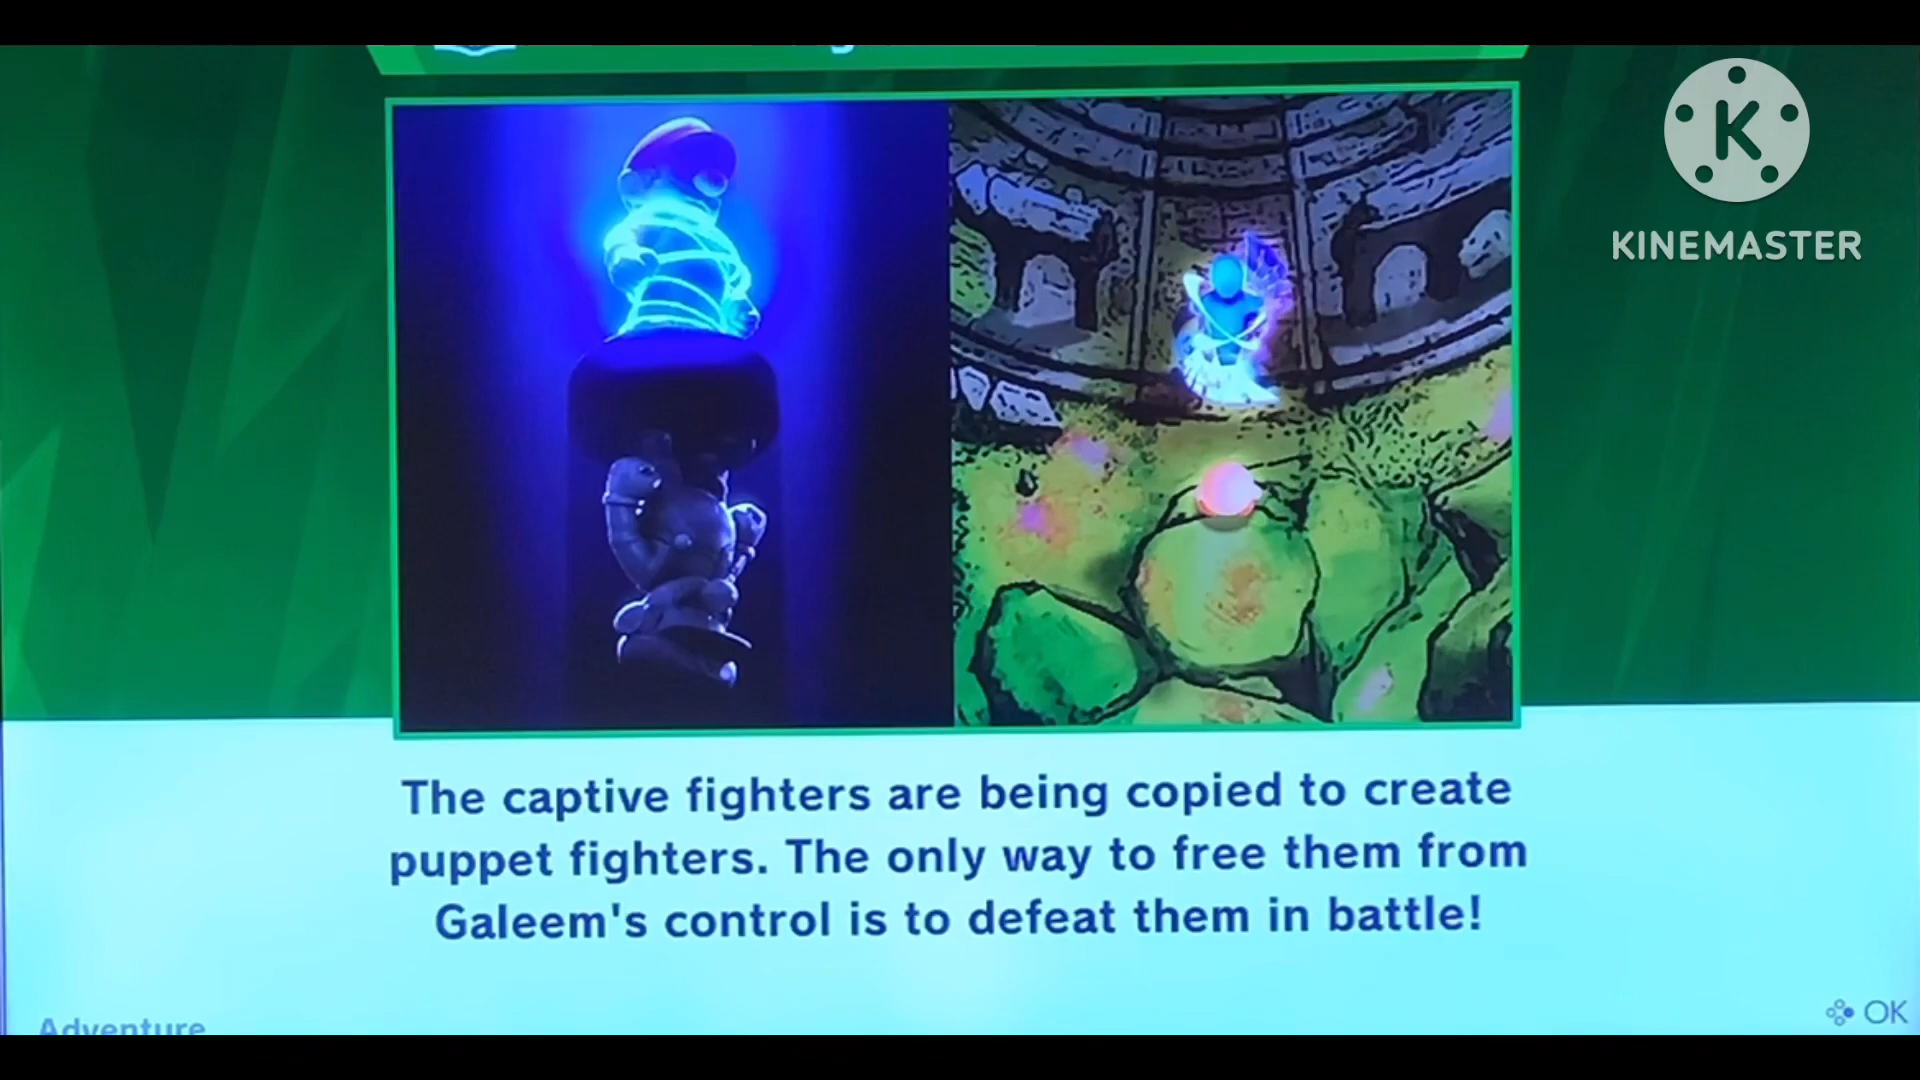 K
KINEMASTER
The captive fighters are being copied to create
puppet fighters. The only way to free them from
Galeem's control is to defeat them in battle!
Adventure
OK